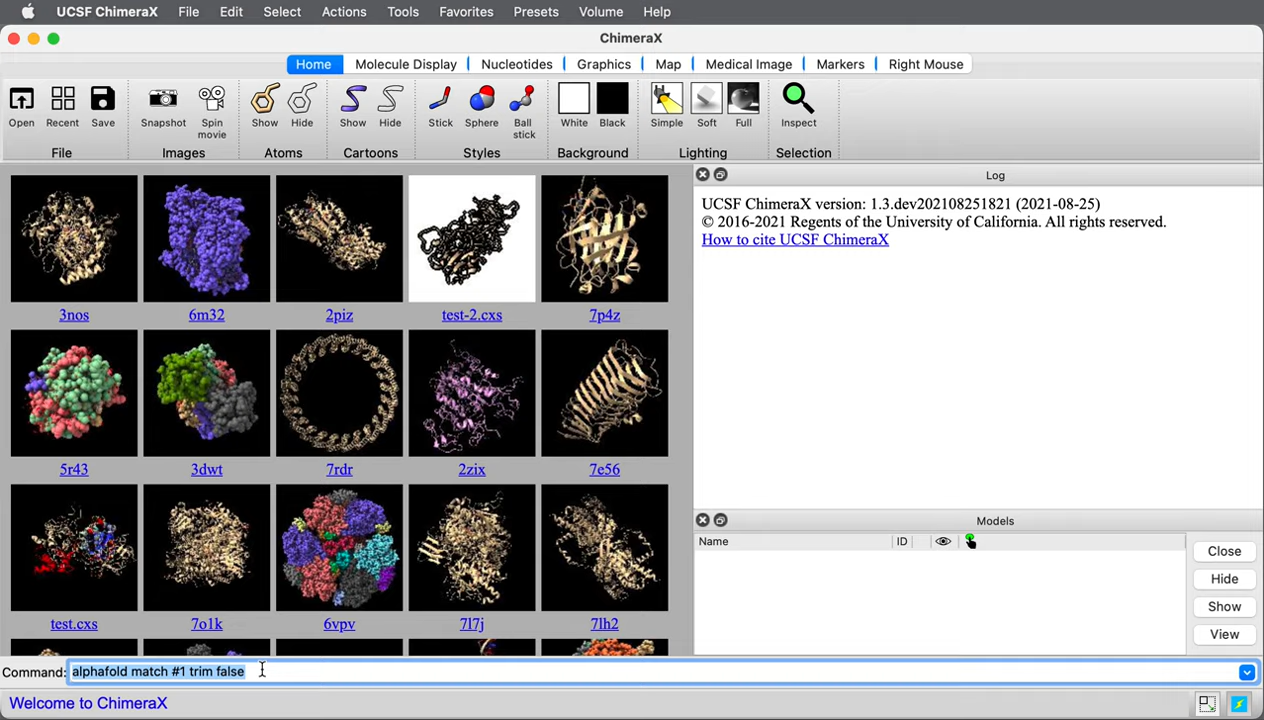 UCSF ChimeraX File Edit Select Actions Tools Favorites Presets Volume Help
ChimeraX
Home Molecule Display Nucleotides Graphics Map Medical Image Markers Right Mouse
Open Recent Save Snapshot Spin movie Show Hide Show Hide Stick Sphere Ball stick White Black Simple Soft Full Inspect
File Images Atoms Cartoons Styles Background Lighting Selection
3nos 6m32 2piz test-2.cxs 7p4z
5r43 3dwt 7rdr 2zix 7e56
test.cxs 7o1k 6vpv 7l7j 7lh2
Log
UCSF ChimeraX version: 1.3.dev202108251821 (2021-08-25)
© 2016-2021 Regents of the University of California. All rights reserved.
How to cite UCSF ChimeraX
Models
Name ID
Close
Hide
Show
View
Command: alphafold match #1 trim false
Welcome to ChimeraX